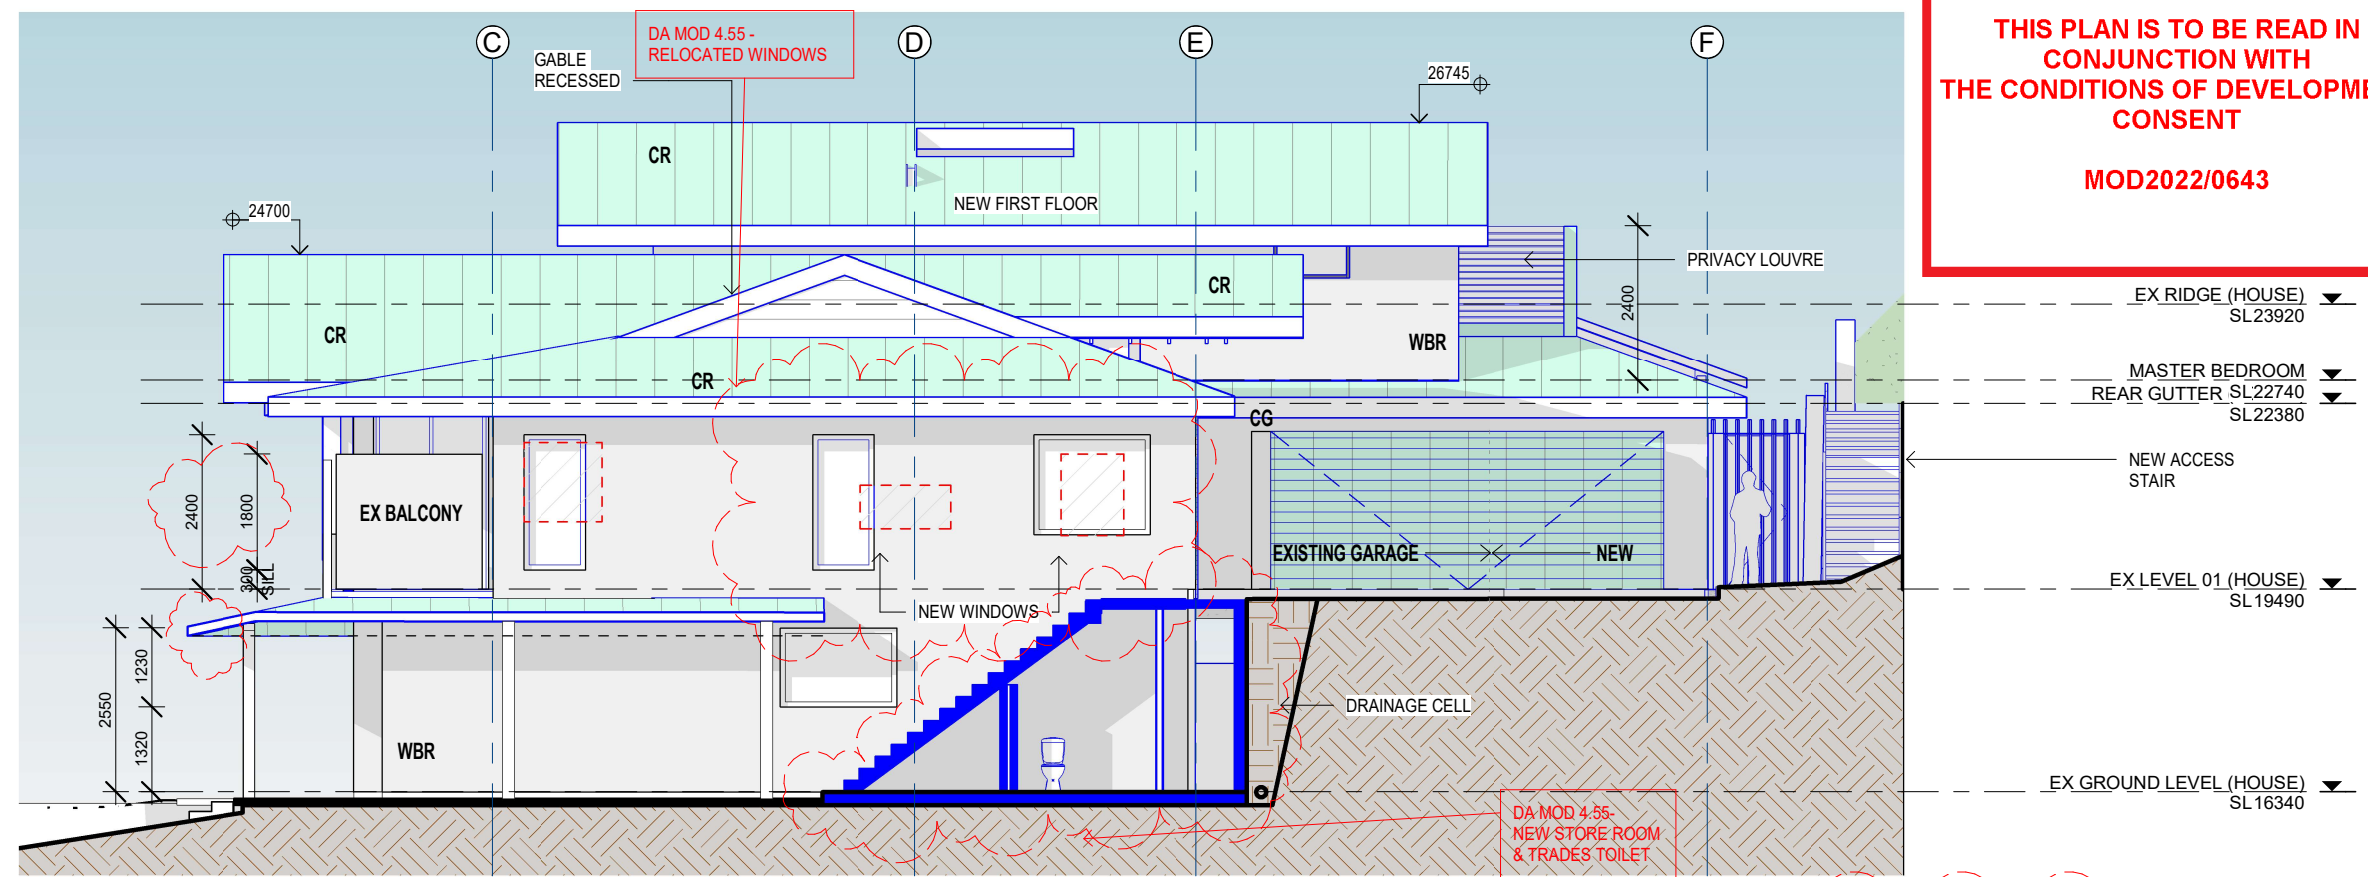 THIS PLAN IS TO BE READ IN
CONJUNCTION WITH
THE CONDITIONS OF
CONSENT
MOD2022/0643
C
D
E
F
DA MOD 4.55 -
RELOCATED WINDOWS
GABLE
RECESSED
26745
CR
NEW FIRST FLOOR
24700
PRIVACY LOUVRE
2400
CR
CR
WBR
CR
EX RIDGE (HOUSE)
SL23920
MASTER BEDROOM
SL22740
REAR GUTTER
SL22380
CG
NEW ACCESS
STAIR
2400
1800
300
SILL
EX BALCONY
EXISTING GARAGE
NEW
NEW WINDOWS
EX LEVEL 01 (HOUSE)
SL19490
2550
1230
1320
WBR
DRAINAGE CELL
EX GROUND LEVEL (HOUSE)
SL16340
DA MOD 4.55-
NEW STORE ROOM
& TRADES TOILET